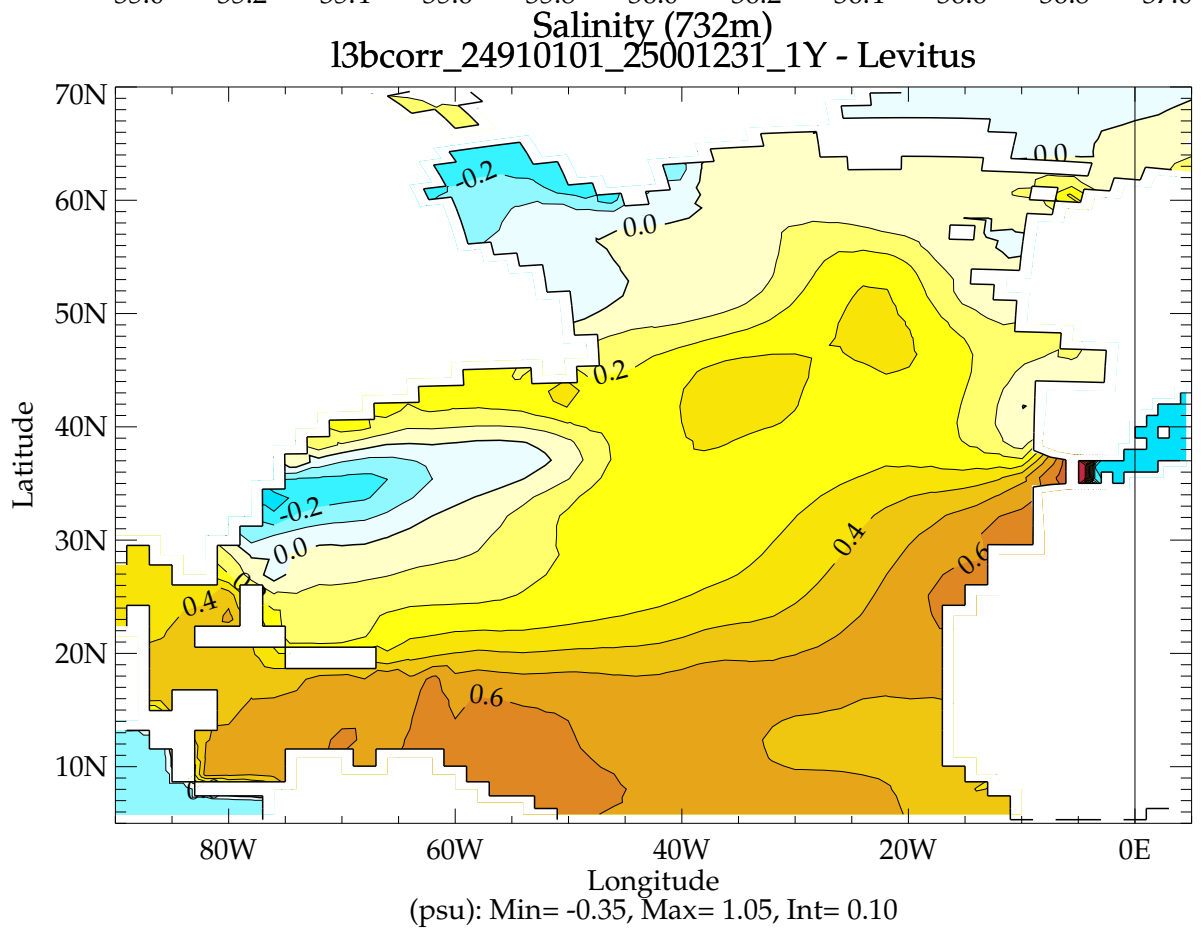 Salinity (732m)
l3bcorr_24910101_25001231_1Y - Levitus
70N
0.0
-0.2
60N
0.0
50N
0.2
Latitude
40N
-0.2
0.4
30N
0.0
0.6
0.4
20N
0.6
10N
80W 60W 40W 20W 0E
Longitude
(psu): Min= -0.35, Max= 1.05, Int= 0.10